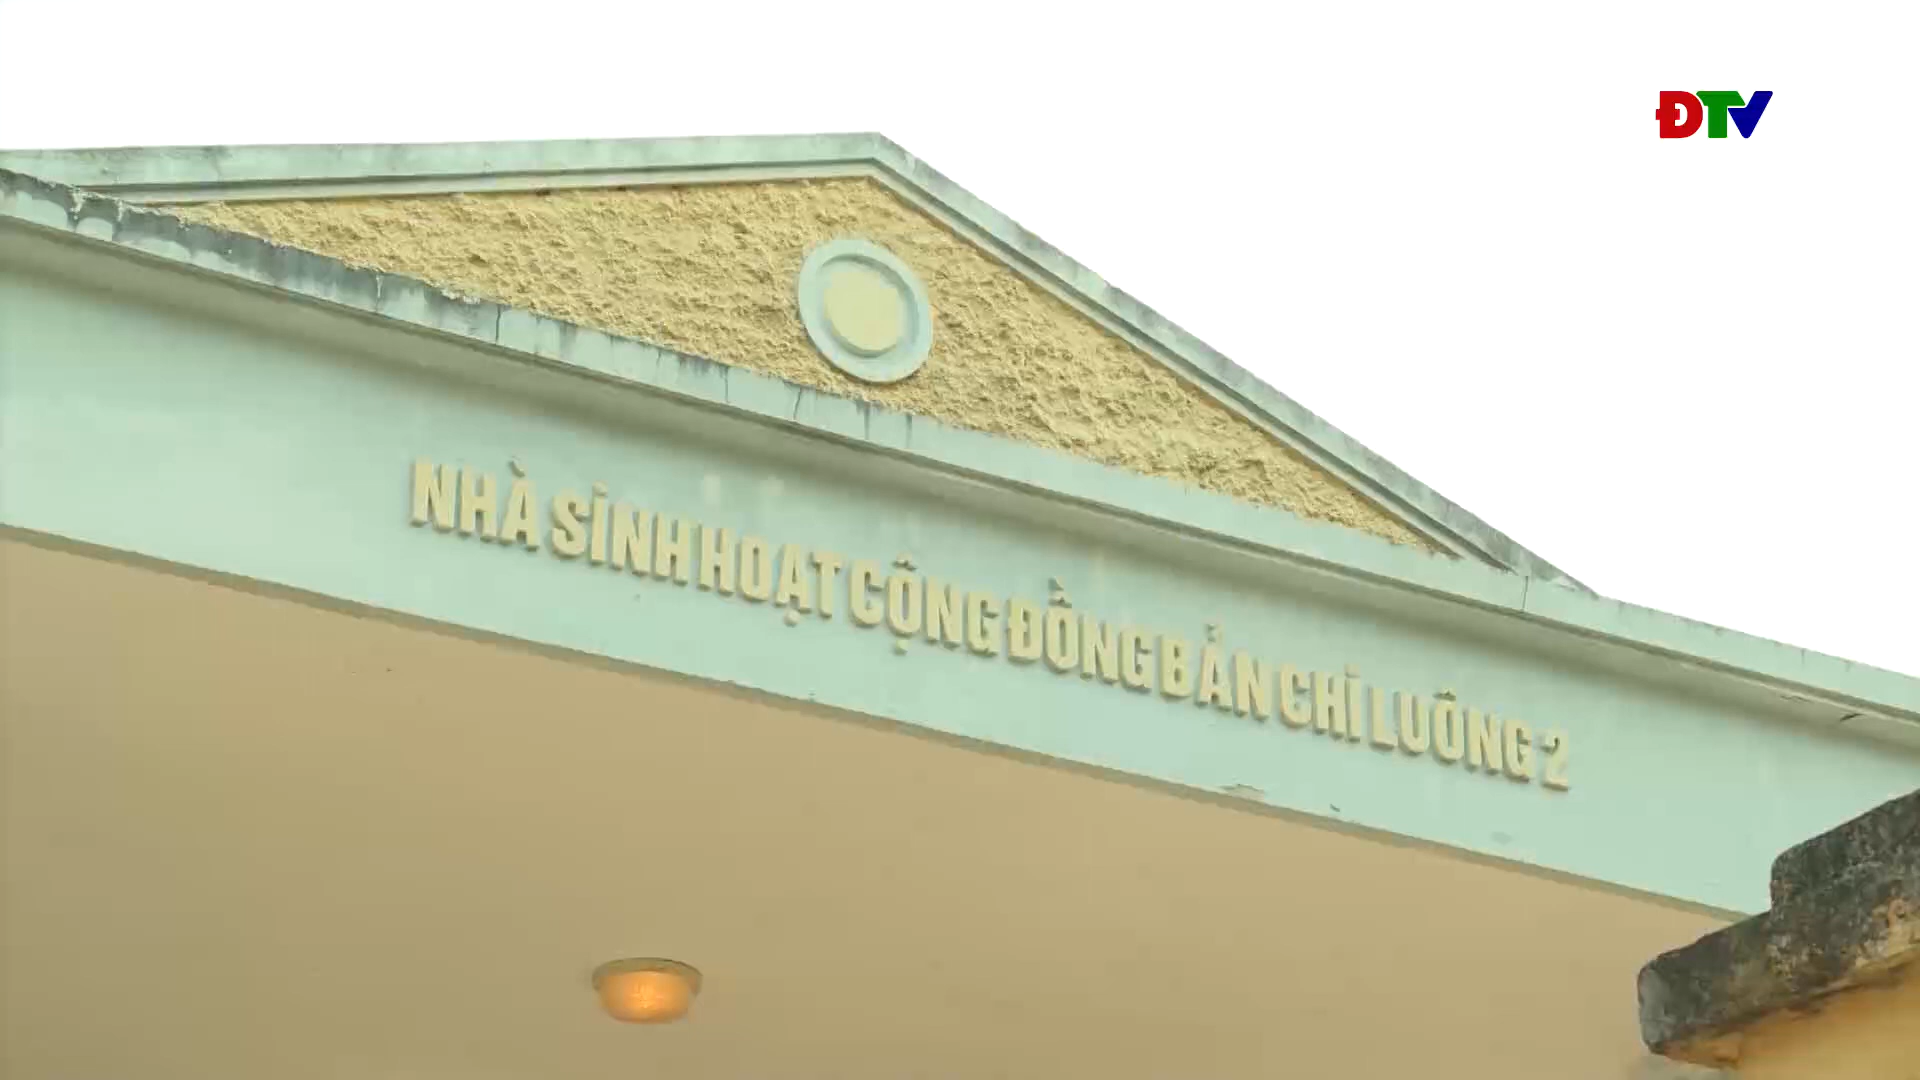 ĐTV
NHÀ SINH HOẠT CỘNG ĐỒNG BẢN CHI LUÔNG 2